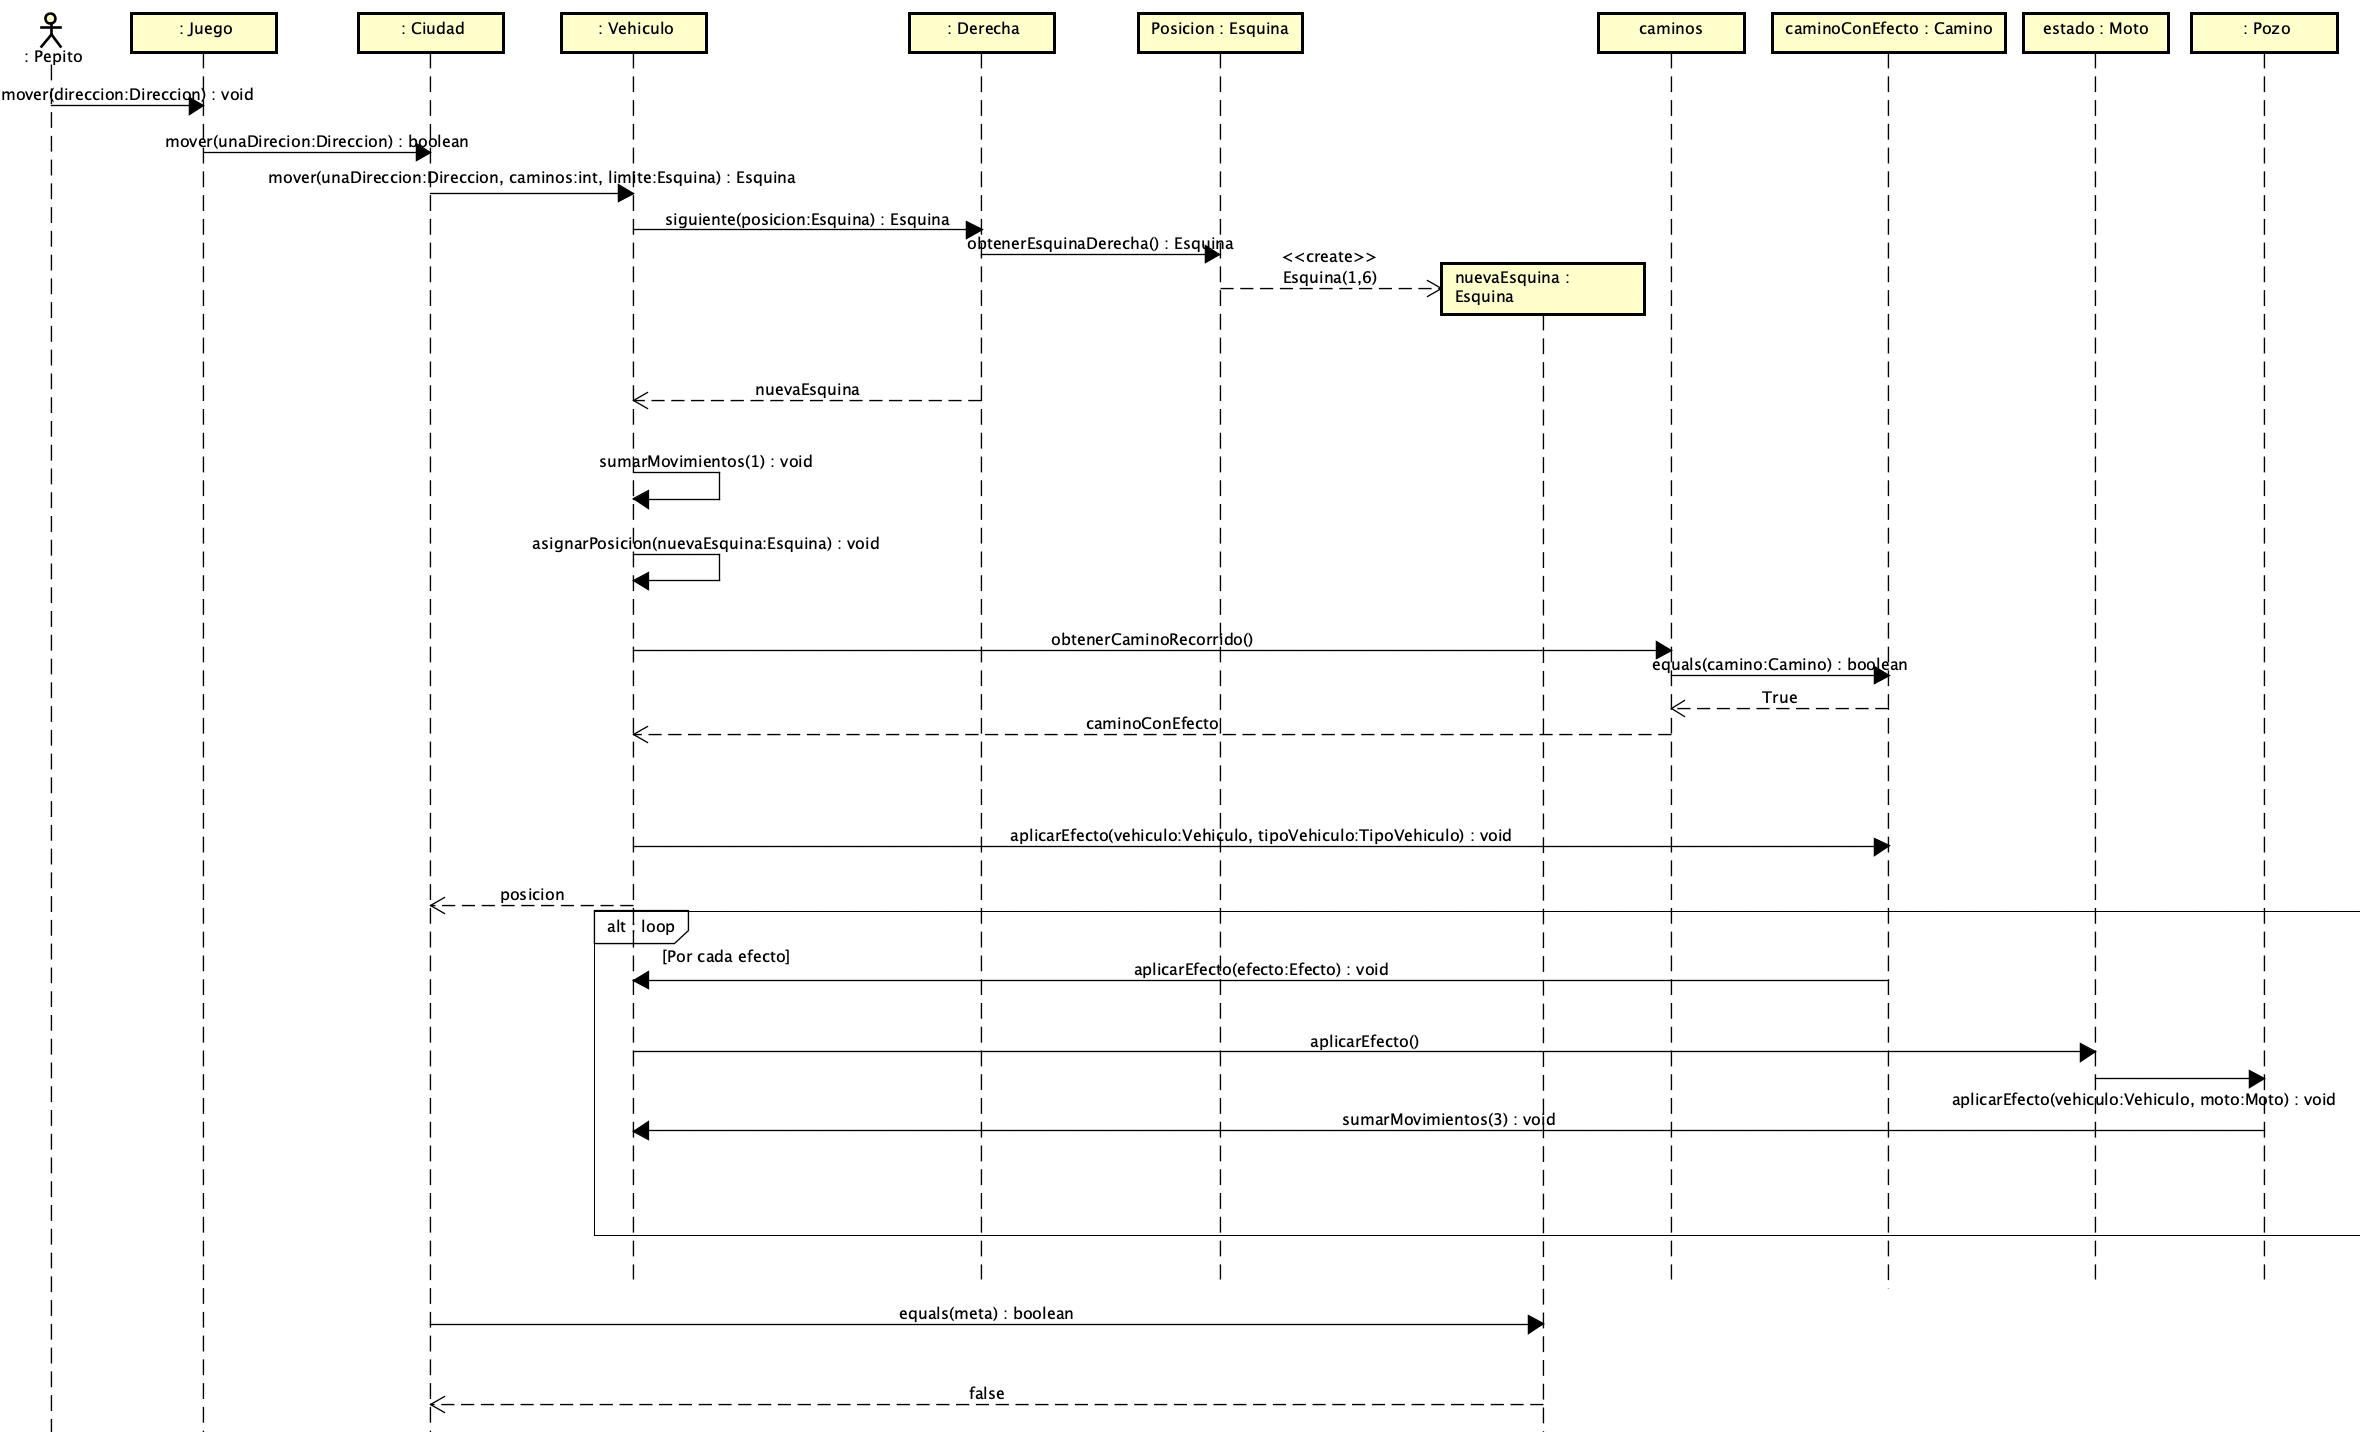 : Pepito
: Juego
: Ciudad
: Vehiculo
: Derecha
Posicion : Esquina
caminos
caminoConEfecto : Camino
estado : Moto
: Pozo
mover(direccion:Direccion) : void
mover(unaDirecion:Direccion) : boolean
mover(unaDireccion:Direccion, caminos:int, limite:Esquina) : Esquina
siguiente(posicion:Esquina) : Esquina
obtenerEsquinaDerecha() : Esquina
<<create>>
Esquina(1,6)
nuevaEsquina :
Esquina
nuevaEsquina
sumarMovimientos(1) : void
asignarPosicion(nuevaEsquina:Esquina) : void
obtenerCaminoRecorrido()
equals(camino:Camino) : boolean
True
caminoConEfecto
aplicarEfecto(vehiculo:Vehiculo, tipoVehiculo:TipoVehiculo) : void
posicion
alt loop
[Por cada efecto]
aplicarEfecto(efecto:Efecto) : void
aplicarEfecto()
aplicarEfecto(vehiculo:Vehiculo, moto:Moto) : void
sumarMovimientos(3) : void
equals(meta) : boolean
false